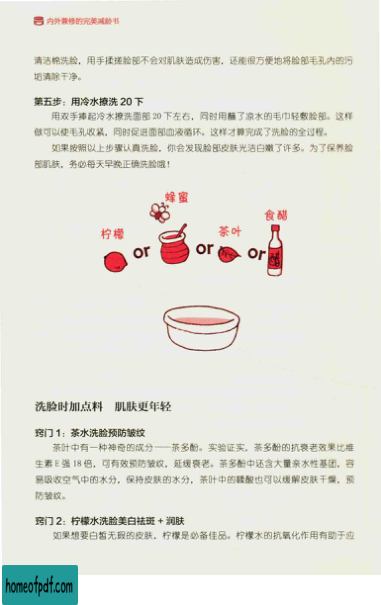 内外兼修的完美减龄书
清洁棉洗脸，用手揉搓脸部不会对肌肤造成伤害，还能很方便地将脸部毛孔内的污
垢清除干净。
第五步：用冷水撩洗 20 下
用双手捧起冷水撩洗面部 20 下左右，同时用蘸了凉水的毛巾轻敷脸部。这样
做可以使毛孔收紧，同时促进面部血液循环。这样才算完成了洗脸的全过程。
如果按照以上步骤认真洗脸，你会发现脸部皮肤光洁白嫩了许多。为了保养脸
部肌肤，务必每天早晚正确洗脸哦！
蜂蜜
食醋
柠檬
茶叶
or
or
or
醋
洗脸时加点料 肌肤更年轻
窍门 1：茶水洗脸预防皱纹
茶叶中有一种神奇的成分——茶多酚。实验证实，茶多酚的抗衰老效果比维
生素 E 强 18 倍，可有效预防皱纹，延缓衰老。茶多酚中还含大量亲水性基团，容
易吸收空气中的水分，保持皮肤的水分，茶叶中的鞣酸也可以缓解皮肤干燥，预
防皱纹。
窍门 2：柠檬水洗脸美白祛斑 + 润肤
如果想要白皙无瑕的皮肤，柠檬是必备佳品。柠檬水的抗氧化作用有助于应
homeofpdf.com